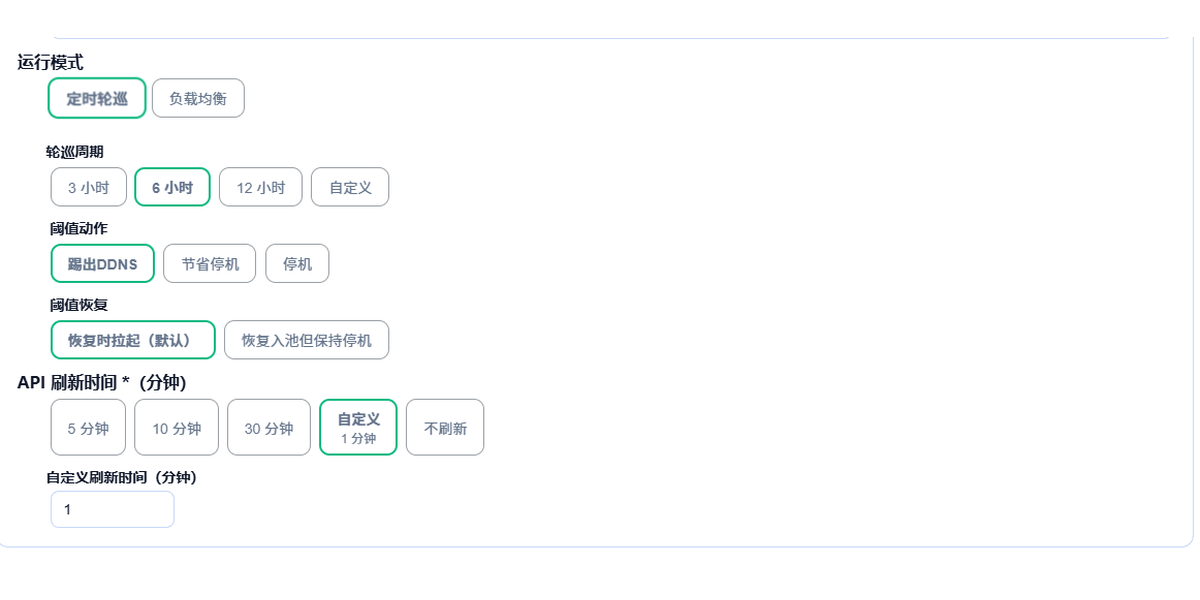 运行模式
定时轮巡 负载均衡
轮巡周期
3 小时 6 小时 12 小时 自定义
阈值动作
踢出DDNS 节省停机 停机
阈值恢复
恢复时拉起（默认） 恢复入池但保持停机
API 刷新时间 *（分钟）
5 分钟 10 分钟 30 分钟 自定义 不刷新
1 分钟
自定义刷新时间（分钟）
1